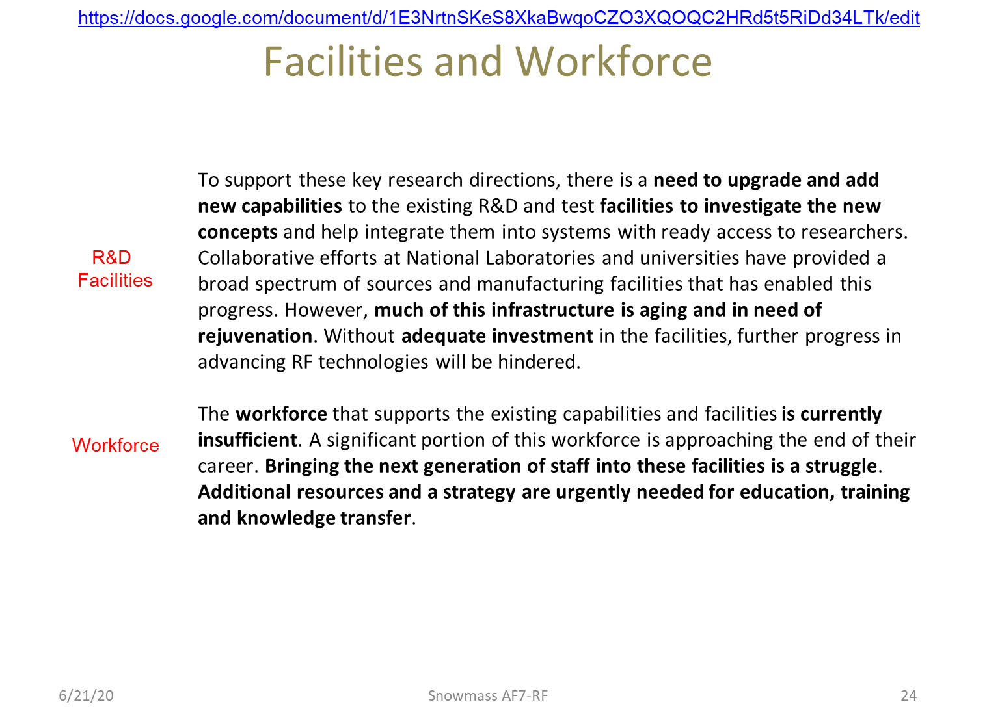 https://docs.google.com/document/d/1E3NrtnSKeS8XkaBwqoCZO3XQOQC2HRd5t5RiDd34LTk/edit
Facilities and Workforce
R&D
Facilities
To support these key research directions, there is a need to upgrade and add
new capabilities to the existing R&D and test facilities to investigate the new
concepts and help integrate them into systems with ready access to researchers.
Collaborative efforts at National Laboratories and universities have provided a
broad spectrum of sources and manufacturing facilities that has enabled this
progress. However, much of this infrastructure is aging and in need of
rejuvenation. Without adequate investment in the facilities, further progress in
advancing RF technologies will be hindered.
Workforce
The workforce that supports the existing capabilities and facilities is currently
insufficient. A significant portion of this workforce is approaching the end of their
career. Bringing the next generation of staff into these facilities is a struggle.
Additional resources and a strategy are urgently needed for education, training
and knowledge transfer.
6/21/20
Snowmass AF7-RF
24